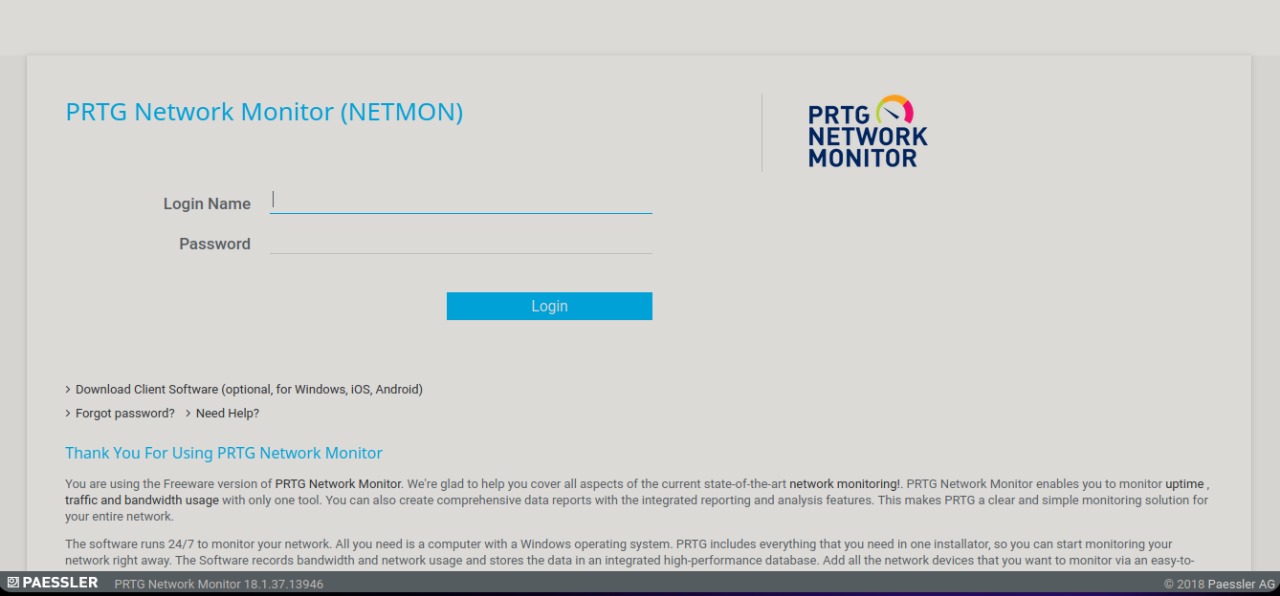 PRTG Network Monitor (NETMON)
PRTG
NETWORK
MONITOR
Login Name
Password
Login
Download Client Software (optional, for Windows, iOS, Android)
Forgot password? Need Help?
Thank You For Using PRTG Network Monitor
You are using the Freeware version of PRTG Network Monitor. We're glad to help you cover all aspects of the current state-of-the-art network monitoring!. PRTG Network Monitor enables you to monitor uptime ,
traffic and bandwidth usage with only one tool. You can also create comprehensive data reports with the integrated reporting and analysis features. This makes PRTG a clear and simple monitoring solution for
your entire network.
The software runs 24/7 to monitor your network. All you need is a computer with a Windows operating system. PRTG includes everything that you need in one installator, so you can start monitoring your
network right away. The Software records bandwidth and network usage and stores the data in an integrated high-performance database. Add all the network devices that you want to monitor via an easy-to-
PAESSLER PRTG Network Monitor 18.1.37.13946 © 2018 Paessler AG